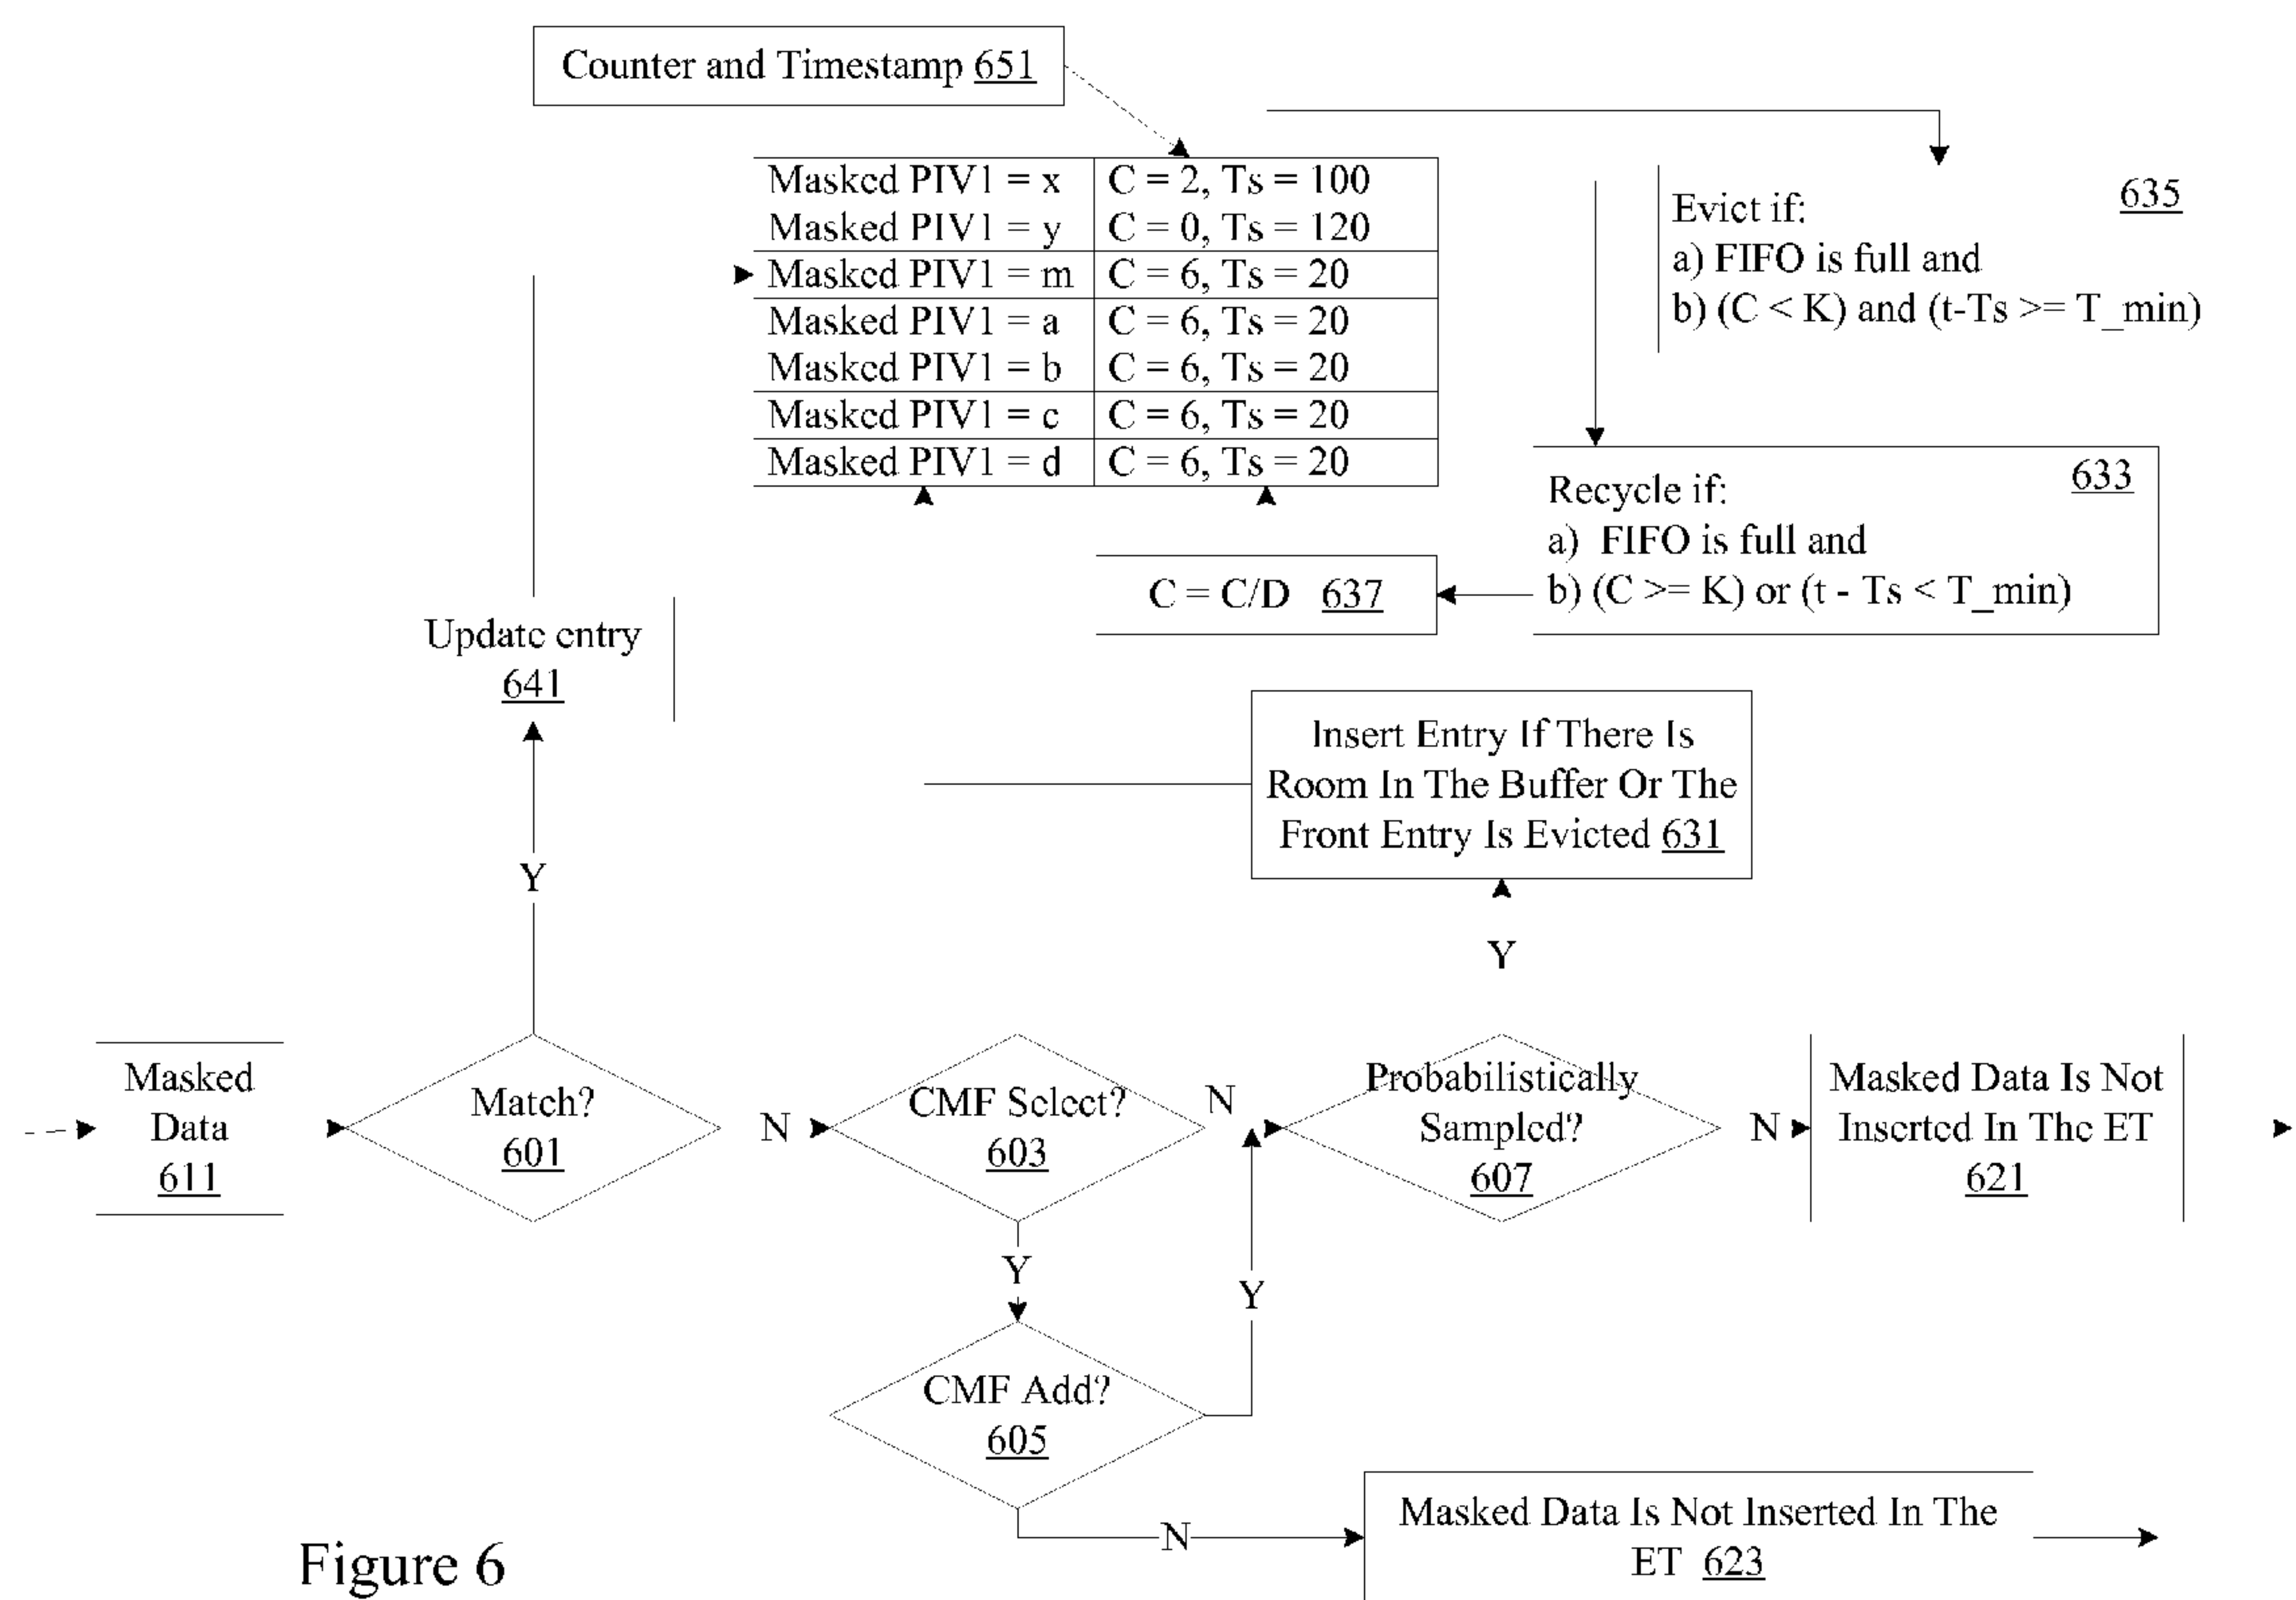 Counter and Timestamp 651
Masked PIV1 = x C = 2, Ts = 100
Masked PIV1 = y C = 0, Ts = 120
Masked PIV1 = m C = 6, Ts = 20
Masked PIV1 = a C = 6, Ts = 20
Masked PIV1 = b C = 6, Ts = 20
Masked PIV1 = c C = 6, Ts = 20
Masked PIV1 = d C = 6, Ts = 20
635
Evict if:
a) FIFO is full and
b) (C < K) and (t-Ts >= T_min)
633
Recycle if:
a) FIFO is full and
b) (C >= K) or (t - Ts < T_min)
C = C/D 637
Update entry
641
Insert Entry If There Is
Room In The Buffer Or The
Front Entry Is Evicted 631
Y
Y
Masked
Data
611
Match?
601
N
CMF Select?
603
N
Probabilistically
Sampled?
607
N
Masked Data Is Not
Inserted In The ET
621
Y
Y
CMF Add?
605
N
Masked Data Is Not Inserted In The
ET 623
Figure 6